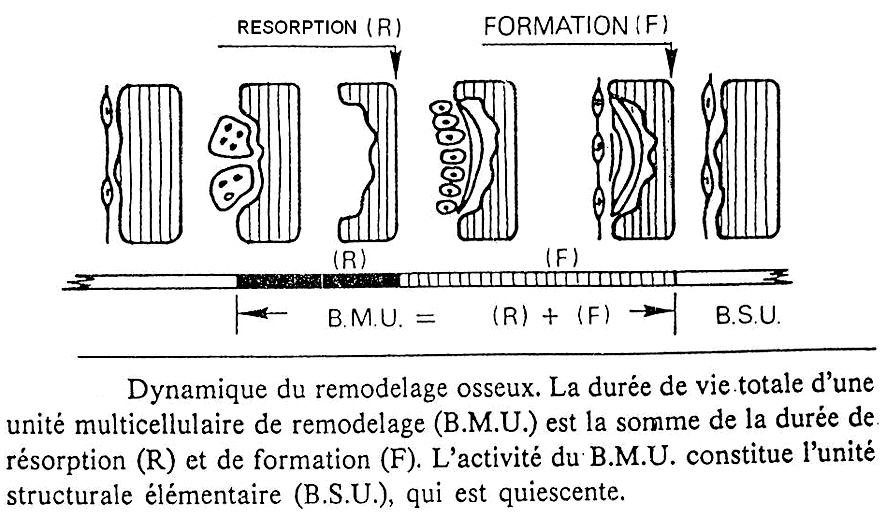 RESORPTION (R) FORMATION (F)
(R) (F)
B.M.U. = (R) + (F) B.S.U.
Dynamique du remodelage osseux. La durée de vie totale d'une
unité multicellulaire de remodelage (B.M.U.) est la somme de la durée de
résorption (R) et de formation (F). L'activité du B.M.U. constitue l'unité
structurale élémentaire (B.S.U.), qui est quiescente.